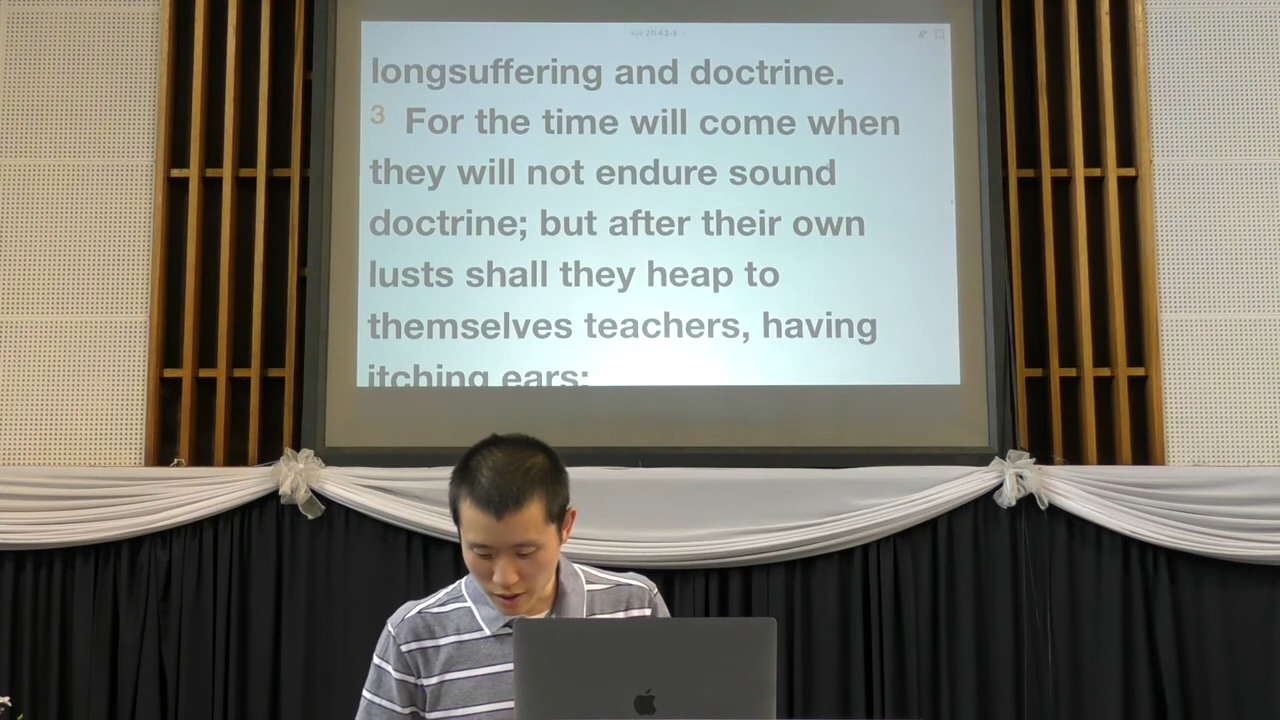 longsuffering and doctrine.
3 For the time will come when
they will not endure sound
doctrine; but after their own
lusts shall they heap to
themselves teachers, having
itching ears;